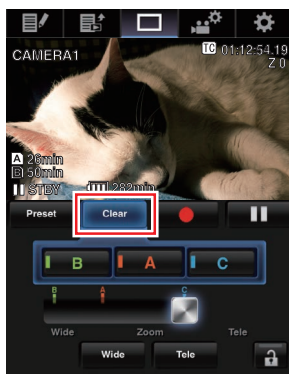 CAMERA1
TC 01:12:54.19
Z 0
A 26min
B 50min
STBY 282min
Preset Clear
B A C
B A C
Wide Zoom Tele
Wide Tele